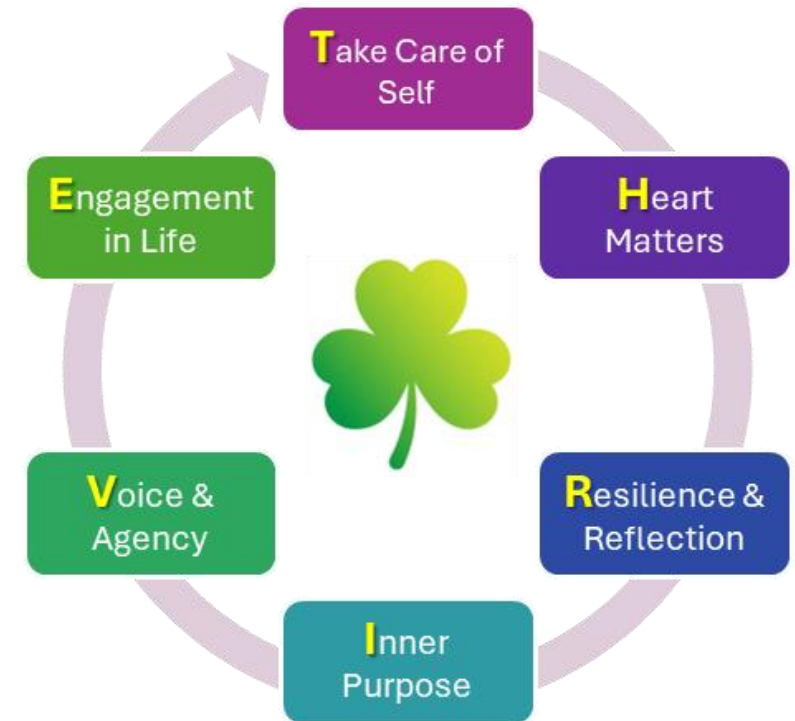 Take Care of
Self
Heart
Matters
Resilience &
Reflection
Inner
Purpose
Voice &
Agency
Engagement
in Life